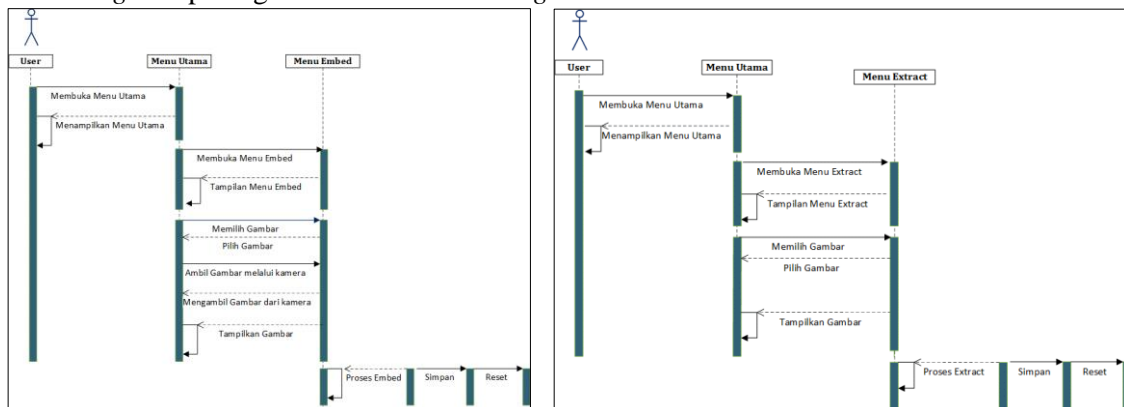 User
Menu Utama
Menu Embed
Membuka Menu Utama
Menampilkan Menu Utama
Membuka Menu Embed
Tampilan Menu Embed
Memilih Gambar
Pilih Gambar
Ambil Gambar melalui kamera
Mengambil Gambar dari kamera
Tampilkan Gambar
Proses Embed
Simpan
Reset
User
Menu Utama
Menu Extract
Membuka Menu Utama
Menampilkan Menu Utama
Membuka Menu Extract
Tampilan Menu Extract
Memilih Gambar
Pilih Gambar
Tampilkan Gambar
Proses Extract
Simpan
Reset